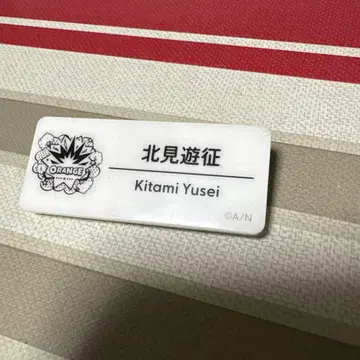 ORANGE
北見遊征
Kitami Yusei
©A/N